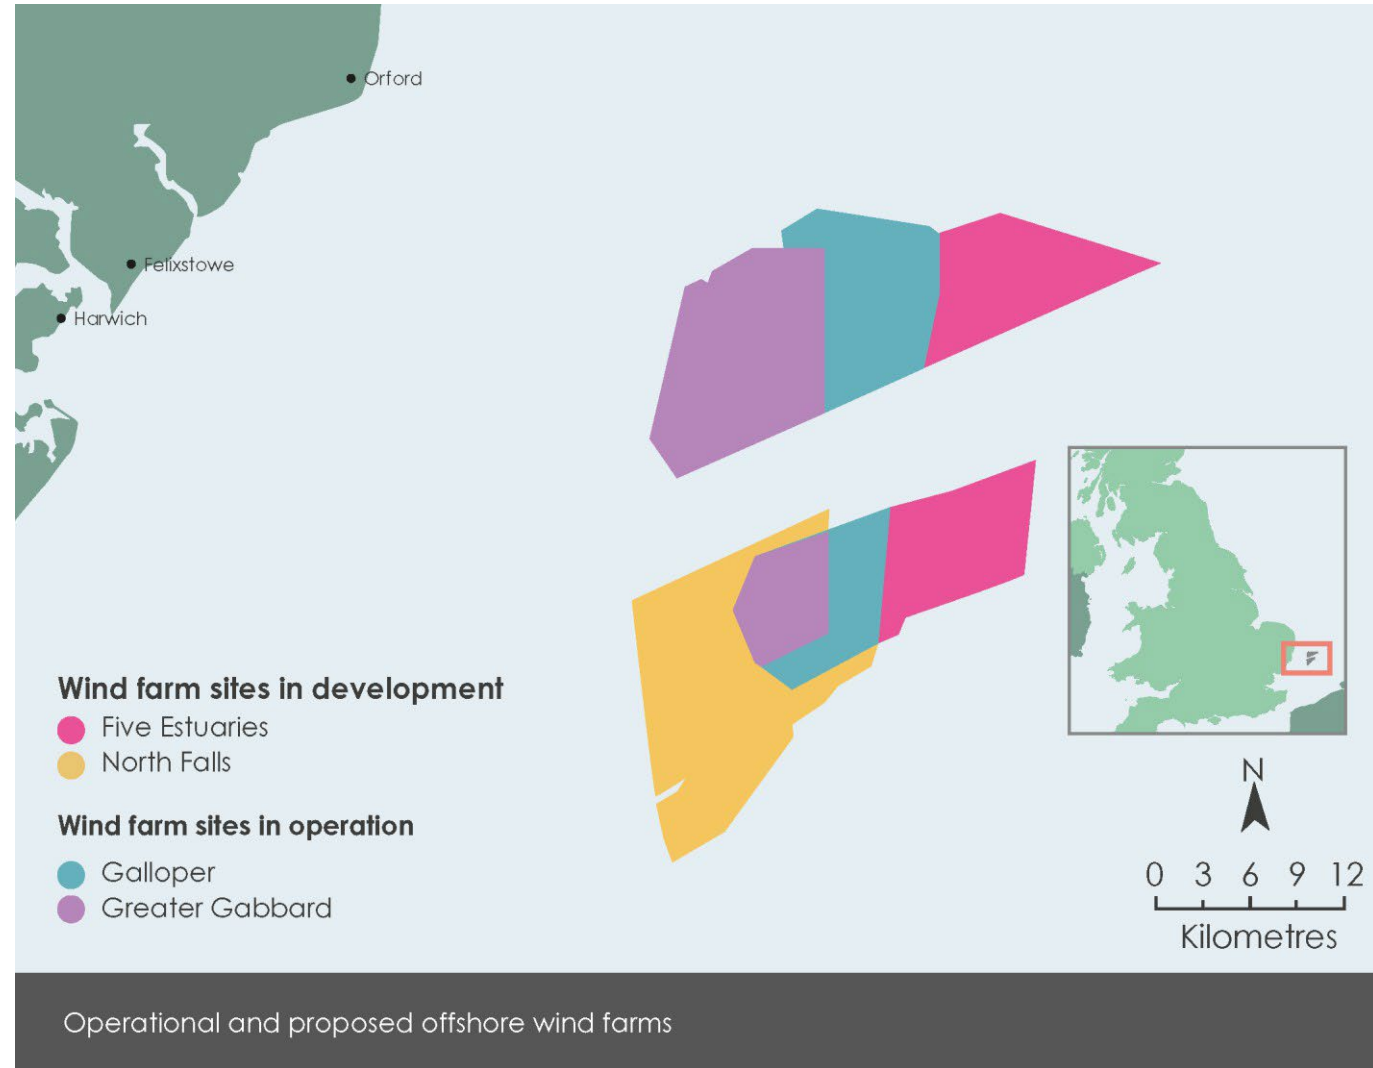 Orford
Felixstowe
Harwich
Wind farm sites in development
Five Estuaries
North Falls
Wind farm sites in operation
Galloper
Greater Gabbard
N
0 3 6 9 12
Kilometres
Operational and proposed offshore wind farms